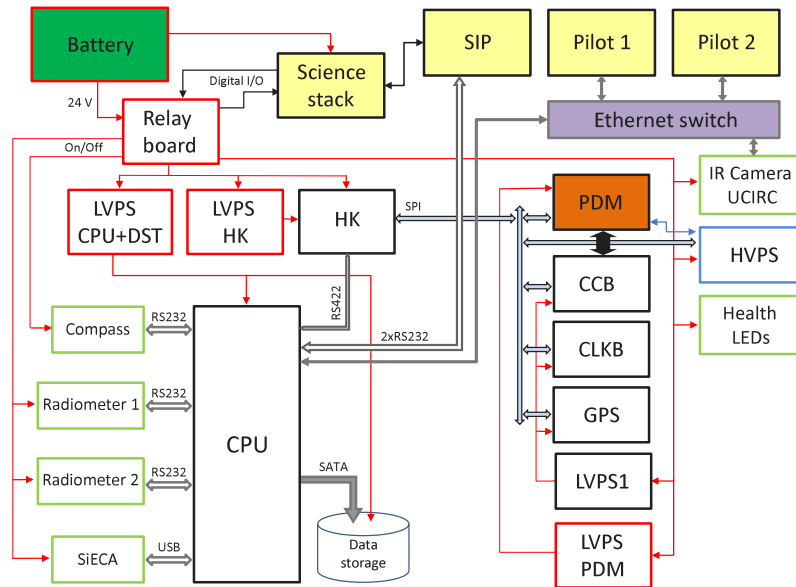 Battery
SIP
Pilot 1
Pilot 2
Science
stack
Digital I/O
24 V
Relay
board
Ethernet switch
On/Off
IR Camera
UCIRC
LVPS
CPU+DST
LVPS
HK
HK
SPI
PDM
HVPS
CCB
RS422
Compass
RS232
2xRS232
Health
LEDs
CLKB
Radiometer 1
RS232
GPS
CPU
Radiometer 2
RS232
SATA
LVPS1
SiECA
USB
Data
storage
LVPS
PDM